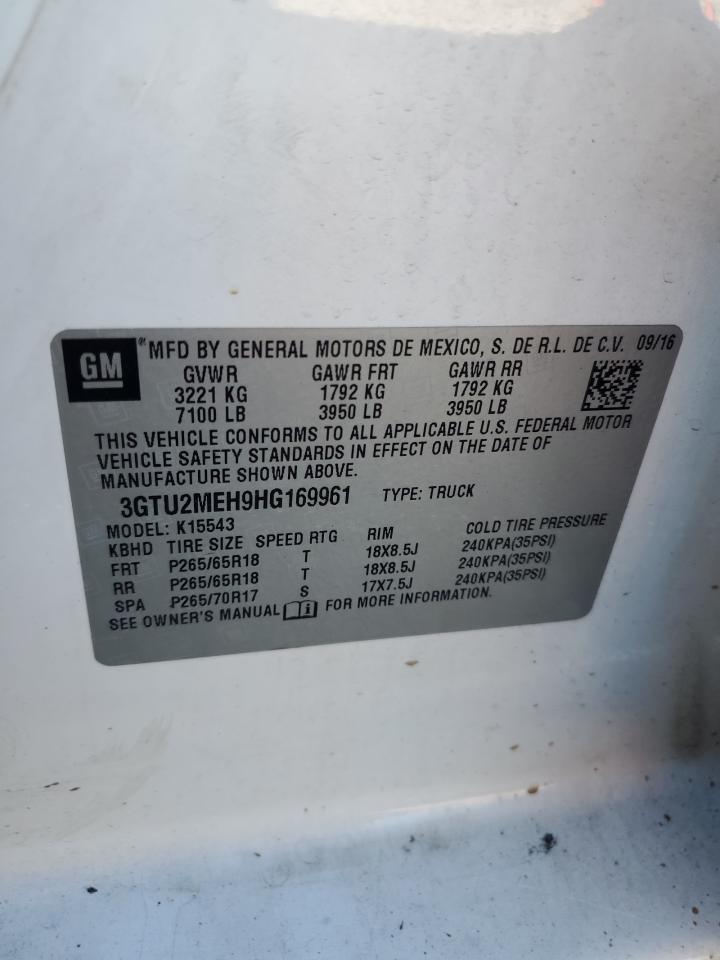 GM MFD BY GENERAL MOTORS DE MEXICO, S. DE R.L. DE C.V. 09/16
GVWR GAWR FRT GAWR RR
3221 KG 1792 KG 1792 KG
7100 LB 3950 LB 3950 LB
THIS VEHICLE CONFORMS TO ALL APPLICABLE U.S. FEDERAL MOTOR
VEHICLE SAFETY STANDARDS IN EFFECT ON THE DATE OF
MANUFACTURE SHOWN ABOVE.
3GTU2MEH9HG169961 TYPE: TRUCK
MODEL: K15543
KBHD TIRE SIZE SPEED RTG RIM COLD TIRE PRESSURE
FRT P265/65R18 T 18X8.5J 240KPA(35PSI)
RR P265/65R18 T 18X8.5J 240KPA(35PSI)
SPA P265/70R17 S 17X7.5J 240KPA(35PSI)
SEE OWNER'S MANUAL FOR MORE INFORMATION.